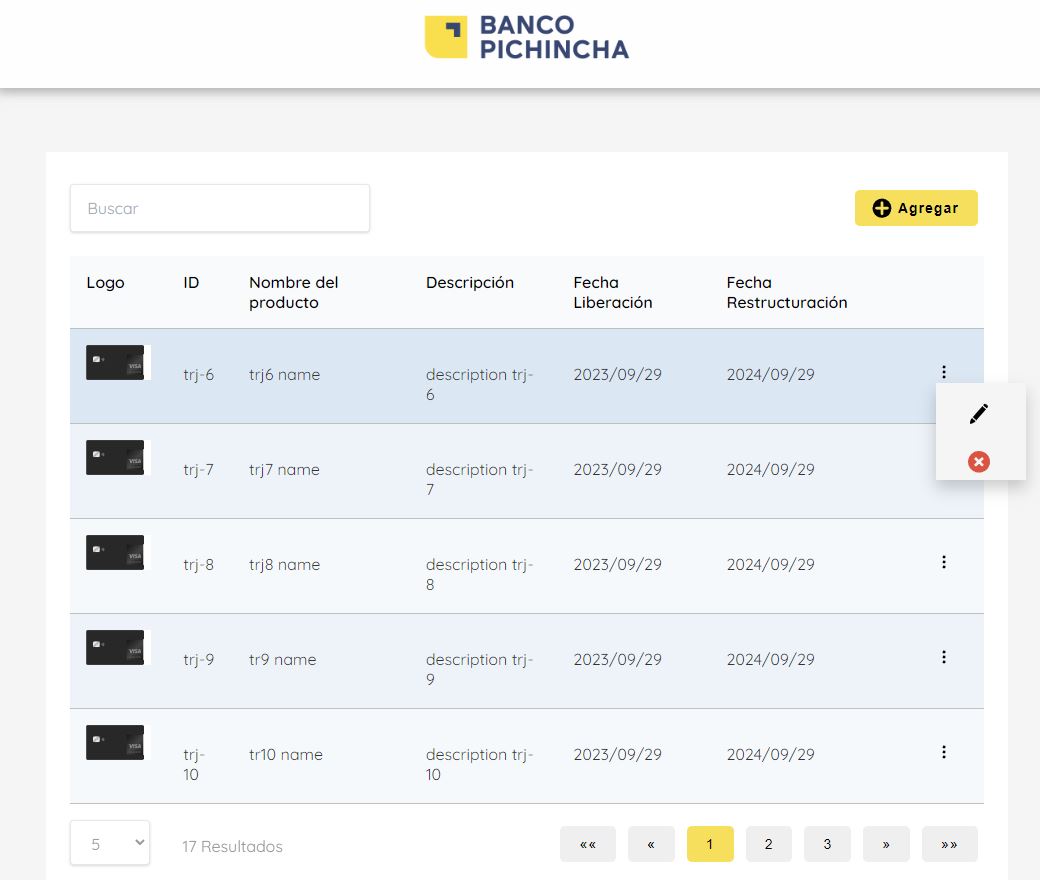 BANCO
PICHINCHA
Buscar
Agregar
Logo ID Nombre del producto Descripción Fecha Liberación Fecha Restructuración
VISA
trj-6 trj6 name description trj-6 2023/09/29 2024/09/29
VISA
trj-7 trj7 name description trj-7 2023/09/29 2024/09/29
VISA
trj-8 trj8 name description trj-8 2023/09/29 2024/09/29
VISA
trj-9 tr9 name description trj-9 2023/09/29 2024/09/29
VISA
trj-10 tr10 name description trj-10 2023/09/29 2024/09/29
5 17 Resultados «« « 1 2 3 » »»